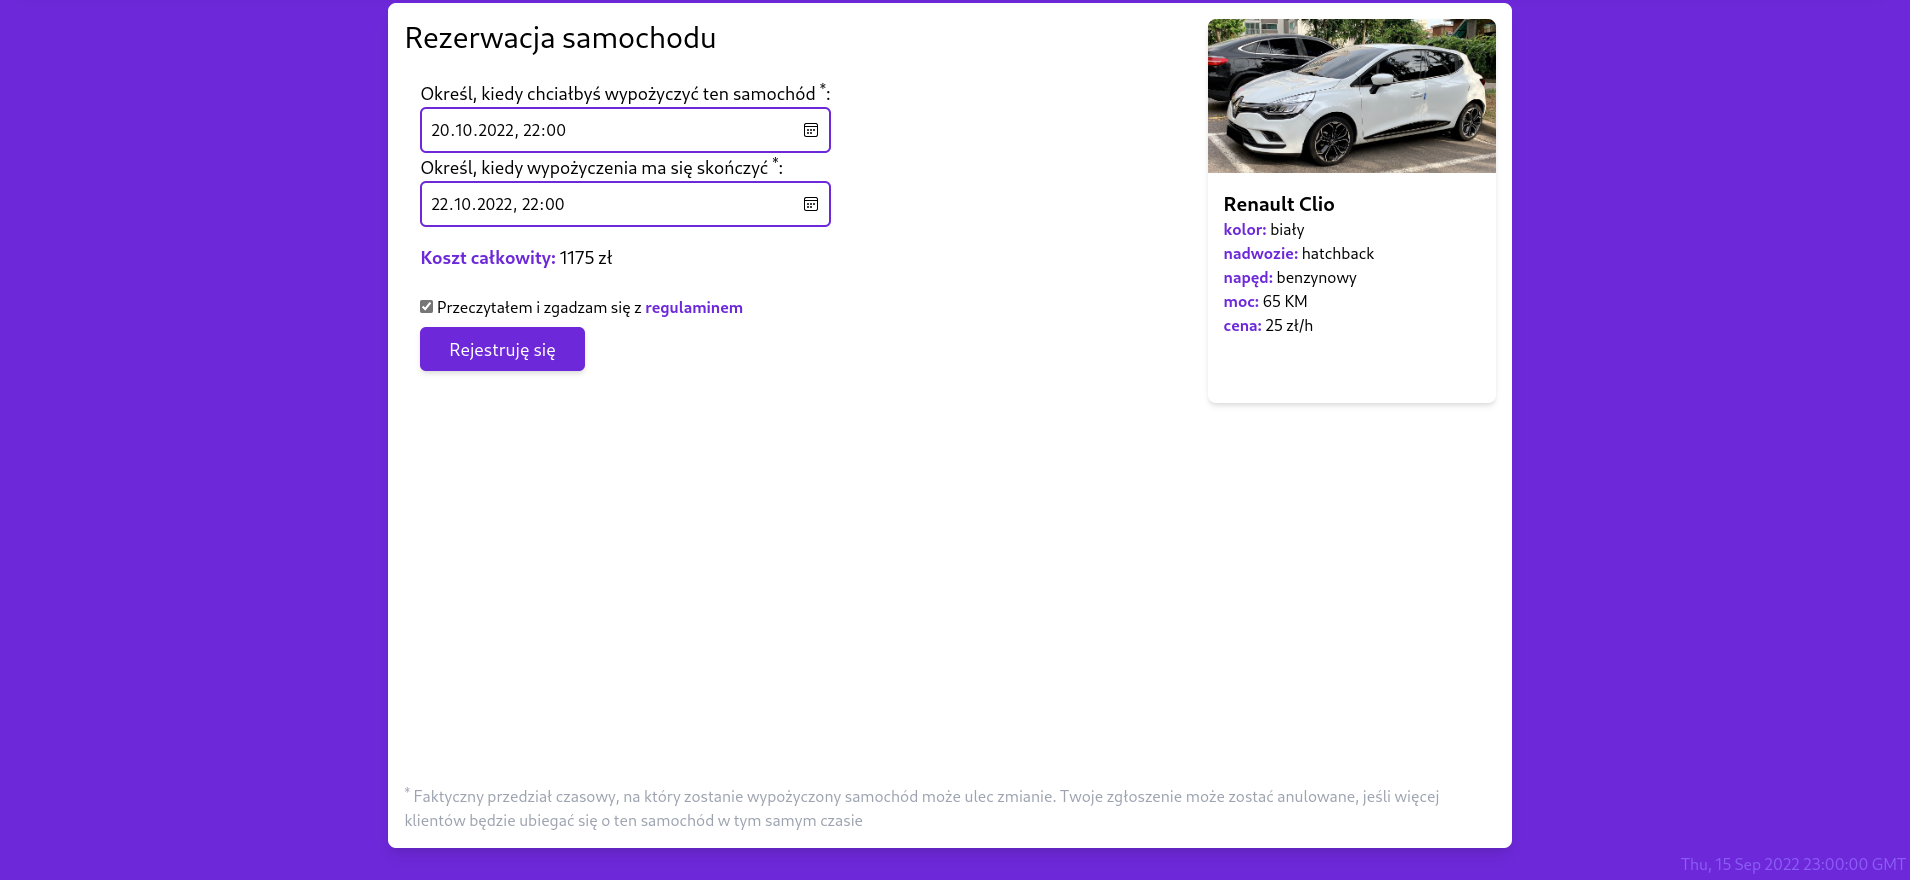 Rezerwacja samochodu
Określ, kiedy chciałbyś wypożyczyć ten samochód *:
20.10.2022, 22:00
Określ, kiedy wypożyczenia ma się skończyć *:
22.10.2022, 22:00
Koszt całkowity: 1175 zł
Przeczytałem i zgadzam się z regulaminem
Rejestruję się
Renault Clio
kolor: biały
nadwozie: hatchback
napęd: benzynowy
moc: 65 KM
cena: 25 zł/h
* Faktyczny przedział czasowy, na który zostanie wypożyczony samochód może ulec zmianie. Twoje zgłoszenie może zostać anulowane, jeśli więcej
klientów będzie ubiegać się o ten samochód w tym samym czasie
Thu, 15 Sep 2022 23:00:00 GMT